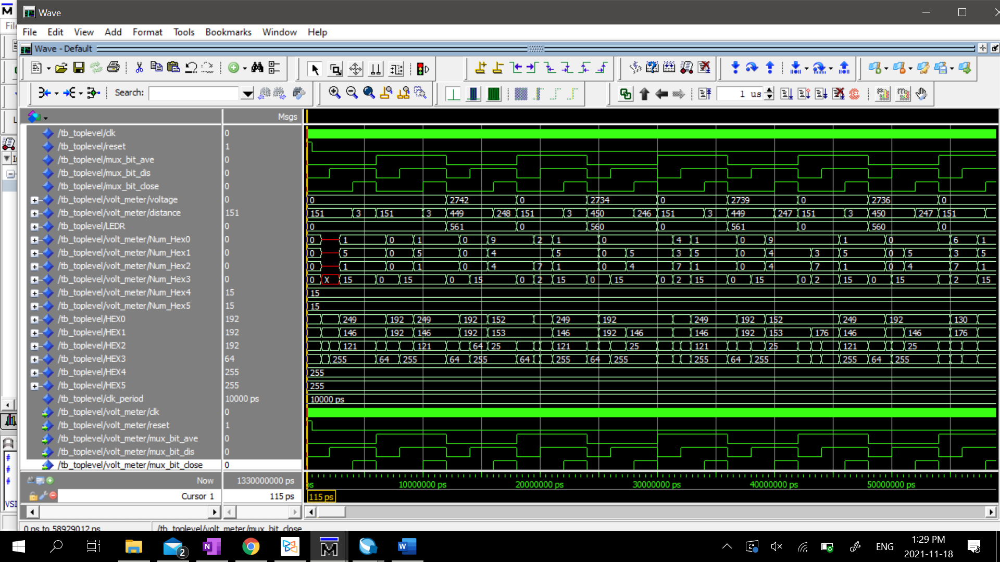 Wave
File Edit View Add Format Tools Bookmarks Window Help
Wave - Default
Search:
1 us
Msgs
/tb_toplevel/clk 0
/tb_toplevel/reset 1
/tb_toplevel/mux_bit_ave 0
/tb_toplevel/mux_bit_dis 0
/tb_toplevel/mux_bit_close 0
/tb_toplevel/volt_meter/voltage 0 0 2742 0 2734 0 2739 0 2736 0
/tb_toplevel/volt_meter/distance 151 151 3 151 3 449 248 151 3 450 246 151 3 449 247 151 3 450 247 151
/tb_toplevel/LEDR 0 0 561 0 560 0 561 0 560 0
/tb_toplevel/volt_meter/Num_Hex0 0 0 1 0 1 0 9 2 1 0 4 1 0 9 1 0 6 1
/tb_toplevel/volt_meter/Num_Hex1 0 0 5 0 5 0 4 5 0 5 3 5 0 4 3 5 0 5 3 5
/tb_toplevel/volt_meter/Num_Hex2 0 0 1 0 1 0 4 7 1 0 4 7 1 0 4 7 1 0 4 7 1
/tb_toplevel/volt_meter/Num_Hex3 0 0 X 15 0 15 0 15 0 2 15 0 15 0 2 15 0 15 0 2 15 0 15 2 15
/tb_toplevel/volt_meter/Num_Hex4 15 15
/tb_toplevel/volt_meter/Num_Hex5 15 15
/tb_toplevel/HEX0 192 249 192 249 192 152 249 192 249 192 152 249 192 130
/tb_toplevel/HEX1 192 146 192 146 192 153 146 192 146 146 192 153 176 146 146 176
/tb_toplevel/HEX2 192 121 121 64 25 121 25 121 25 121 25
/tb_toplevel/HEX3 64 255 64 255 64 255 64 255 64 255 255 64 255 255 64 255
/tb_toplevel/HEX4 255 255
/tb_toplevel/HEX5 255 255
/tb_toplevel/clk_period 10000 ps 10000 ps
/tb_toplevel/volt_meter/clk 0
/tb_toplevel/volt_meter/reset 1
/tb_toplevel/volt_meter/mux_bit_ave 0
/tb_toplevel/volt_meter/mux_bit_dis 0
/tb_toplevel/volt_meter/mux_bit_close 0
Now 1330000000 ps ps 10000000 ps 20000000 ps 30000000 ps 40000000 ps 50000000 ps
Cursor 1 115 ps 115 ps
0 ps to 58929012 ps /tb_toplevel/volt_meter/mux_bit_close
2
ENG
1:29 PM
2021-11-18